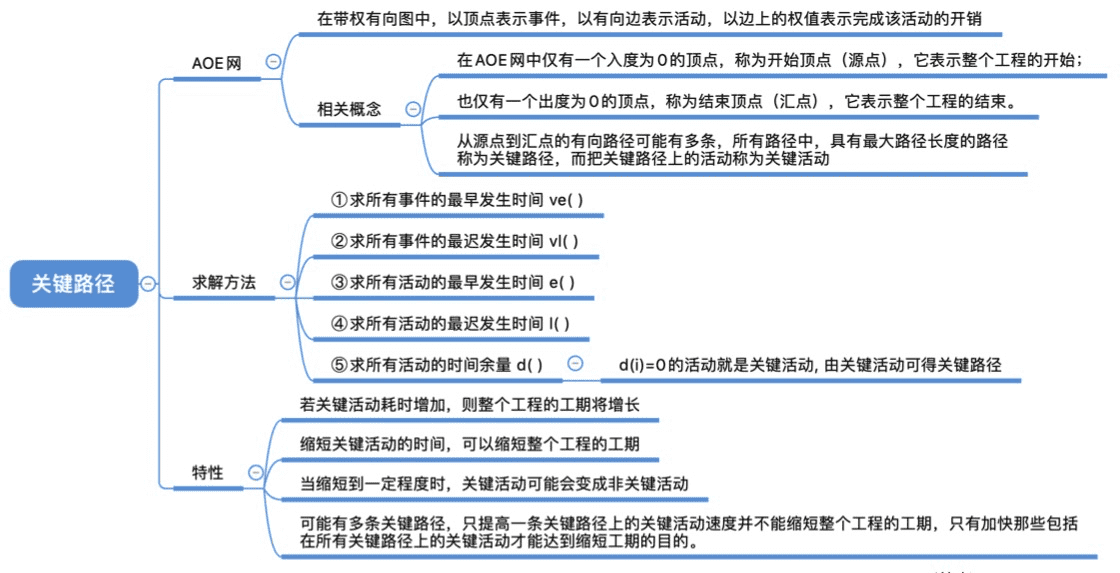 在带权有向图中，以顶点表示事件，以有向边表示活动，以边上的权值表示完成该活动的开销
AOE网
在AOE网中仅有一个入度为0的顶点，称为开始顶点（源点），它表示整个工程的开始；
相关概念
也仅有一个出度为0的顶点，称为结束顶点（汇点），它表示整个工程的结束。
从源点到汇点的有向路径可能有多条，所有路径中，具有最大路径长度的路径
称为关键路径，而把关键路径上的活动称为关键活动
关键路径
求解方法
①求所有事件的最早发生时间 ve( )
②求所有事件的最迟发生时间 vl( )
③求所有活动的最早发生时间 e( )
④求所有活动的最迟发生时间 l( )
⑤求所有活动的时间余量 d( )
d(i)=0的活动就是关键活动, 由关键活动可得关键路径
特性
若关键活动耗时增加，则整个工程的工期将增长
缩短关键活动的时间，可以缩短整个工程的工期
当缩短到一定程度时，关键活动可能会变成非关键活动
可能有多条关键路径，只提高一条关键路径上的关键活动速度并不能缩短整个工程的工期，只有加快那些包括
在所有关键路径上的关键活动才能达到缩短工期的目的。